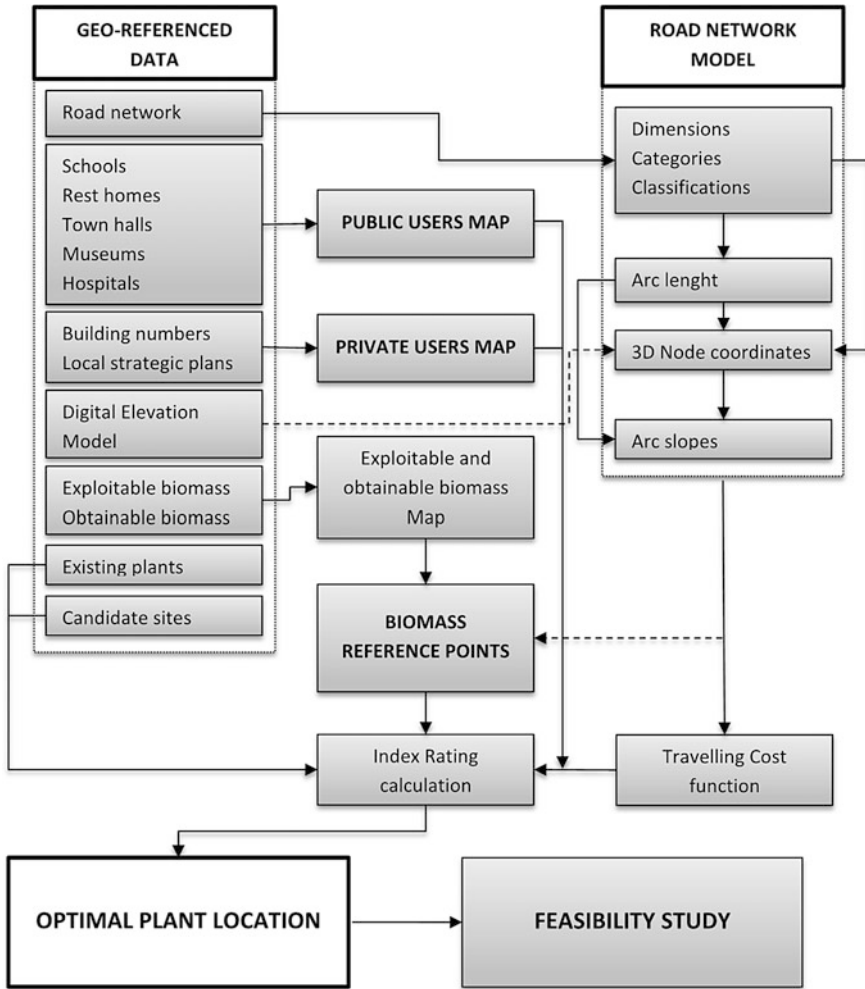 GEO-REFERENCED
DATA
Road network
Schools
Rest homes
Town halls
Museums
Hospitals
Building numbers
Local strategic plans
Digital Elevation
Model
Exploitable biomass
Obtainable biomass
Existing plants
Candidate sites
PUBLIC USERS MAP
PRIVATE USERS MAP
Exploitable and
obtainable biomass
Map
BIOMASS
REFERENCE POINTS
Index Rating
calculation
ROAD NETWORK
MODEL
Dimensions
Categories
Classifications
Arc lenght
3D Node coordinates
Arc slopes
Travelling Cost
function
OPTIMAL PLANT LOCATION
FEASIBILITY STUDY